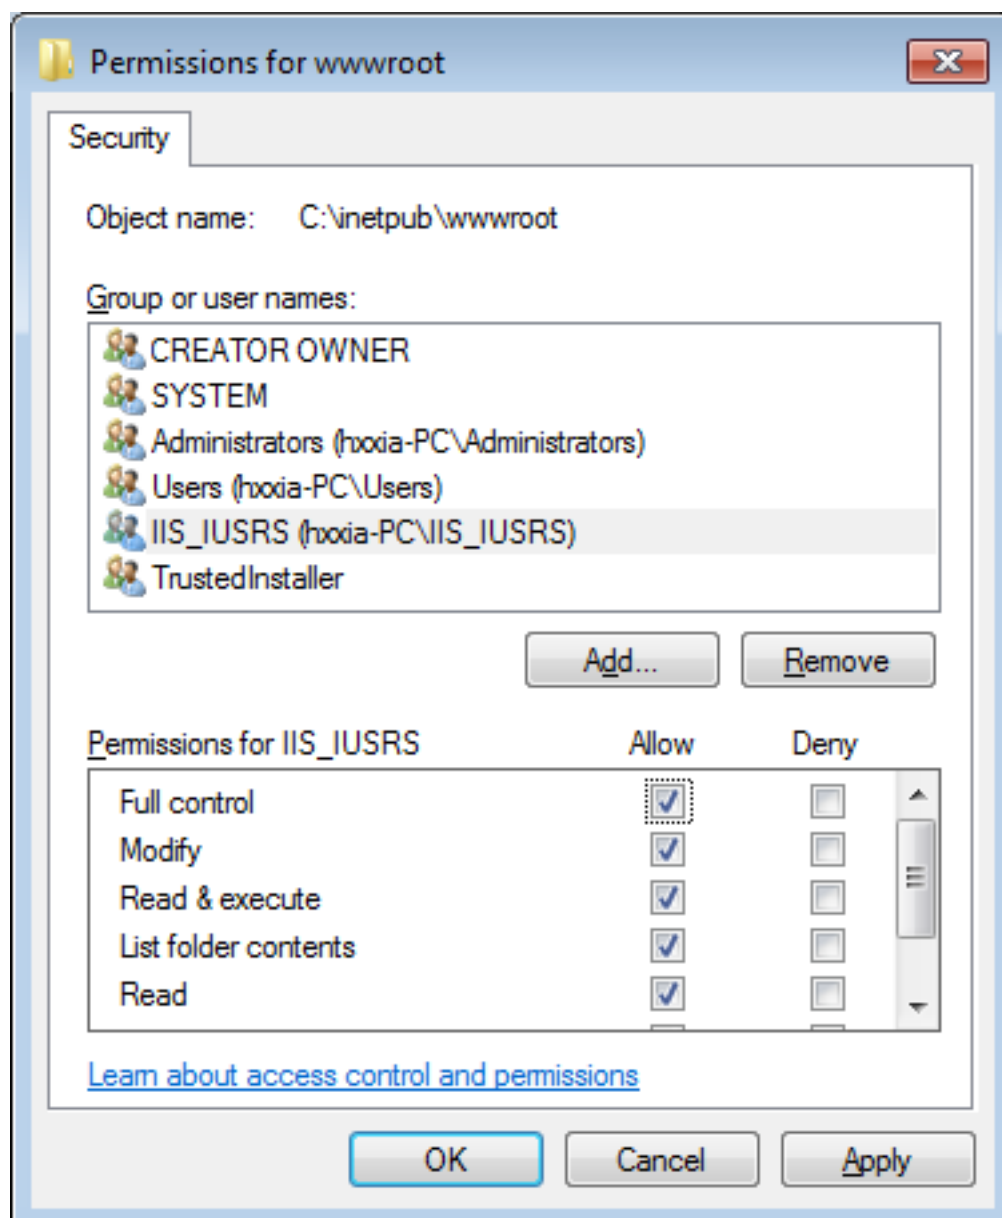 Permissions for wwwroot
Security
Object name: C:\inetpub\wwwroot
Group or user names:
CREATOR OWNER
SYSTEM
Administrators (hxxia-PC\Administrators)
Users (hxxia-PC\Users)
IIS_IUSRS (hxxia-PC\IIS_IUSRS)
TrustedInstaller
Add... Remove
Permissions for IIS_IUSRS Allow Deny
Full control
Modify
Read & execute
List folder contents
Read
Learn about access control and permissions
OK Cancel Apply